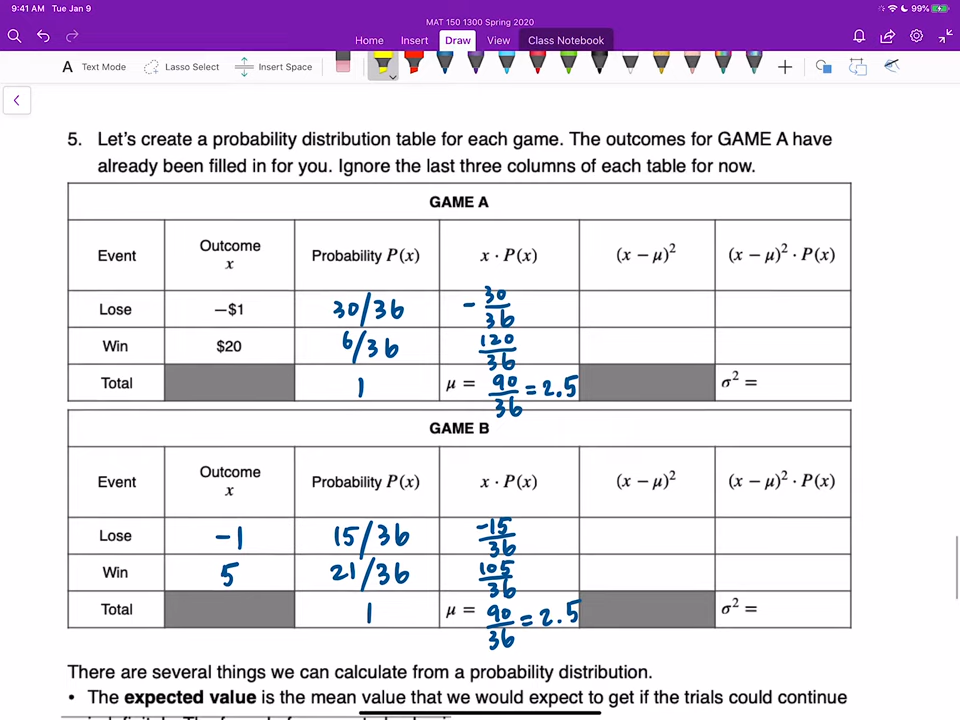 9:41 AM Tue Jan 9
99%
MAT 150 1300 Spring 2020
Home Insert Draw View Class Notebook
A Text Mode Lasso Select Insert Space
5. Let's create a probability distribution table for each game. The outcomes for GAME A have
already been filled in for you. Ignore the last three columns of each table for now.
GAME A
Event Outcome x Probability P(x) x · P(x) (x − μ)² (x − μ)² · P(x)
Lose −$1 30/36 −30/36
Win $20 6/36 120/36
Total 1 μ = 90/36 = 2.5 σ² =
GAME B
Event Outcome x Probability P(x) x · P(x) (x − μ)² (x − μ)² · P(x)
Lose −1 15/36 −15/36
Win 5 21/36 105/36
Total 1 μ = 90/36 = 2.5 σ² =
There are several things we can calculate from a probability distribution.
• The expected value is the mean value that we would expect to get if the trials could continue